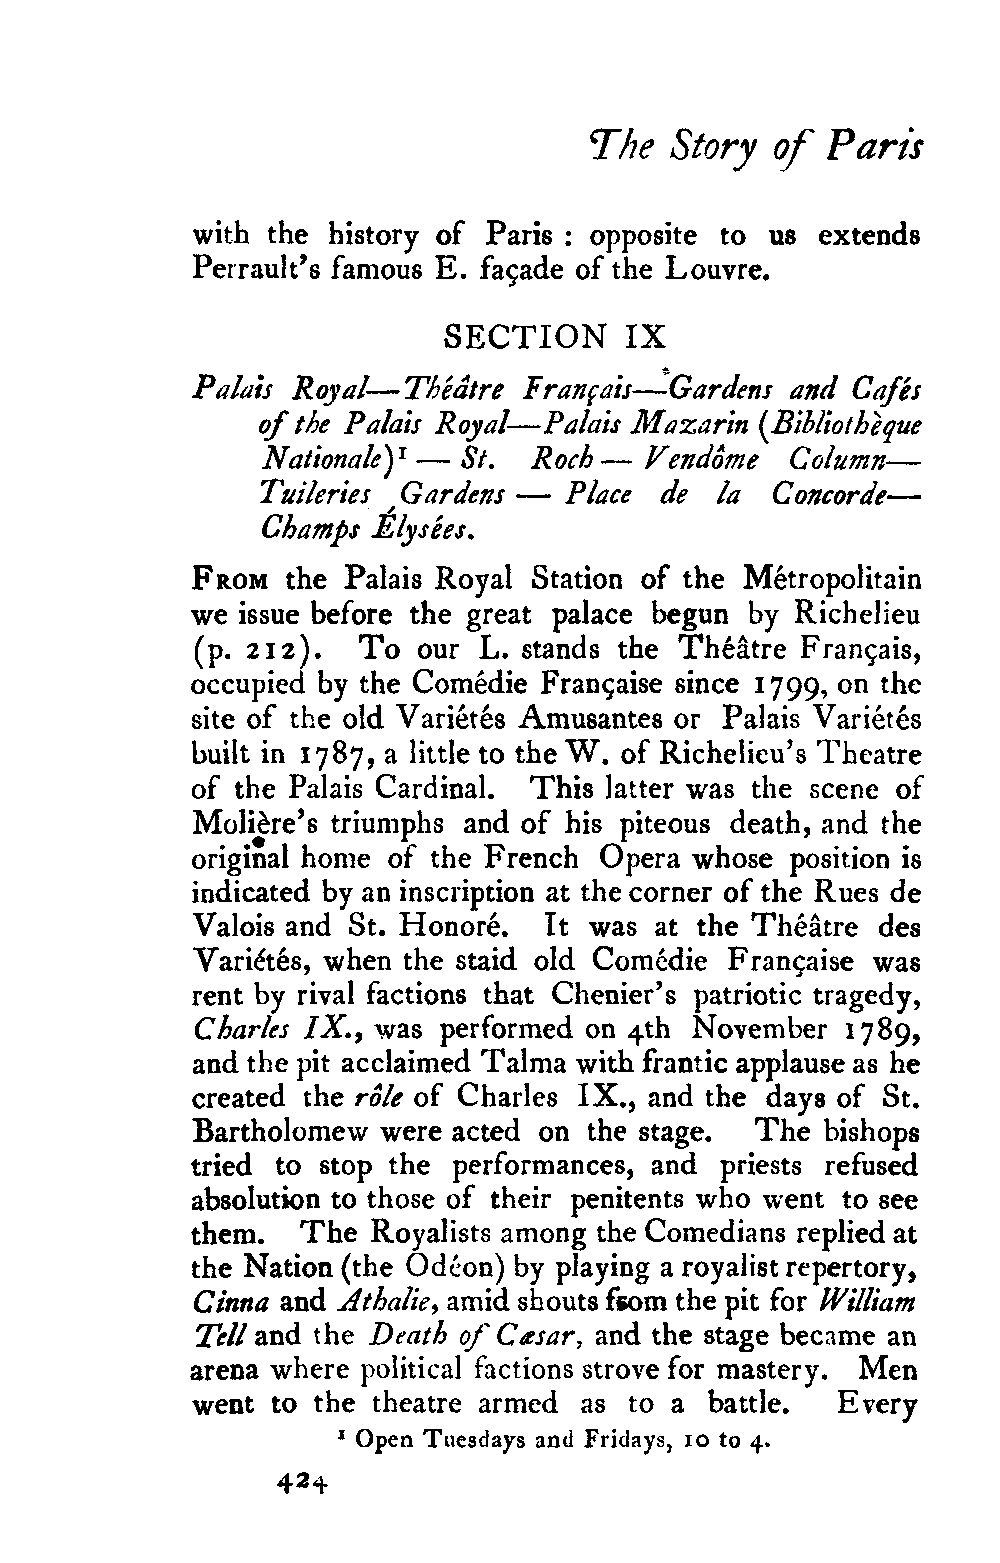 The Story of Paris
with the history of Paris : opposite to us extends
Perrault's famous E. façade of the Louvre.
SECTION IX
Palais Royal—Théâtre Français—Gardens and Cafés
of the Palais Royal—Palais Mazarin (Bibliothèque
Nationale)¹ — St. Roch — Vendôme Column—
Tuileries Gardens — Place de la Concorde—
Champs Élysées.
FROM the Palais Royal Station of the Métropolitain
we issue before the great palace begun by Richelieu
(p. 212). To our L. stands the Théâtre Français,
occupied by the Comédie Française since 1799, on the
site of the old Variétés Amusantes or Palais Variétés
built in 1787, a little to the W. of Richelieu's Theatre
of the Palais Cardinal. This latter was the scene of
Molière's triumphs and of his piteous death, and the
original home of the French Opera whose position is
indicated by an inscription at the corner of the Rues de
Valois and St. Honoré. It was at the Théâtre des
Variétés, when the staid old Comédie Française was
rent by rival factions that Chenier's patriotic tragedy,
Charles IX., was performed on 4th November 1789,
and the pit acclaimed Talma with frantic applause as he
created the rôle of Charles IX., and the days of St.
Bartholomew were acted on the stage. The bishops
tried to stop the performances, and priests refused
absolution to those of their penitents who went to see
them. The Royalists among the Comedians replied at
the Nation (the Odéon) by playing a royalist repertory,
Cinna and Athalie, amid shouts from the pit for William
Tell and the Death of Cæsar, and the stage became an
arena where political factions strove for mastery. Men
went to the theatre armed as to a battle. Every
¹ Open Tuesdays and Fridays, 10 to 4.
424